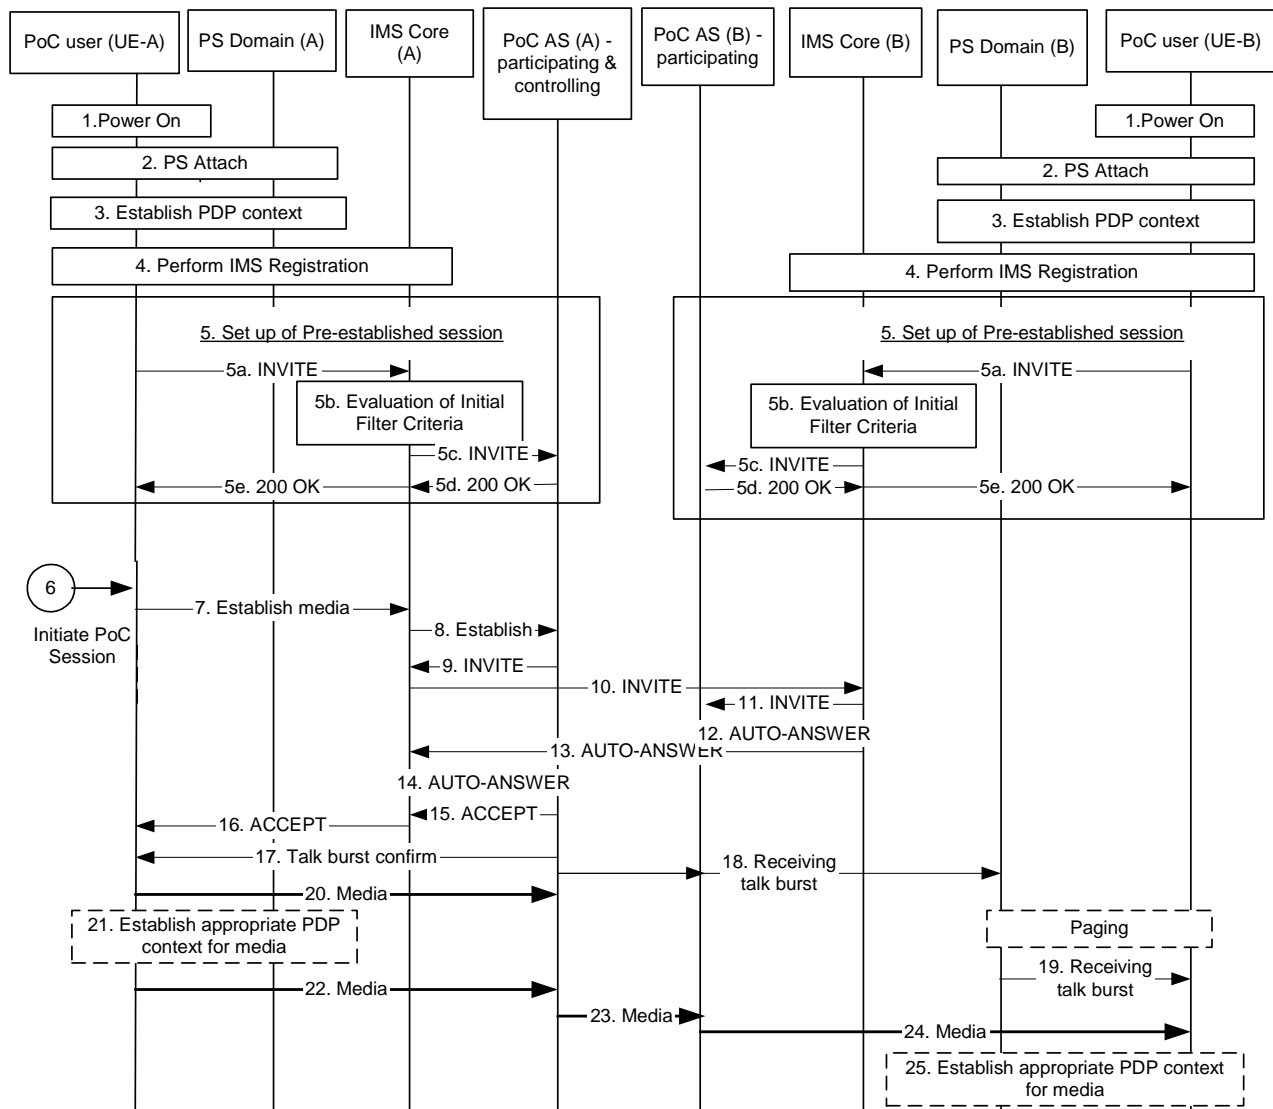 PoC user (UE-A)
PS Domain (A)
IMS Core
(A)
PoC AS (A) -
participating &
controlling
PoC AS (B) -
participating
IMS Core (B)
PS Domain (B)
PoC user (UE-B)
1.Power On
1.Power On
2. PS Attach
2. PS Attach
3. Establish PDP context
3. Establish PDP context
4. Perform IMS Registration
4. Perform IMS Registration
5. Set up of Pre-established session
5. Set up of Pre-established session
5a. INVITE
5a. INVITE
5b. Evaluation of Initial
Filter Criteria
5b. Evaluation of Initial
Filter Criteria
5c. INVITE
5c. INVITE
5e. 200 OK
5d. 200 OK
5d. 200 OK
5e. 200 OK
6
Initiate PoC
Session
7. Establish media
8. Establish
9. INVITE
10. INVITE
11. INVITE
12. AUTO-ANSWER
13. AUTO-ANSWER
14. AUTO-ANSWER
15. ACCEPT
16. ACCEPT
17. Talk burst confirm
18. Receiving
talk burst
20. Media
21. Establish appropriate PDP
context for media
Paging
19. Receiving
talk burst
22. Media
23. Media
24. Media
25. Establish appropriate PDP context
for media